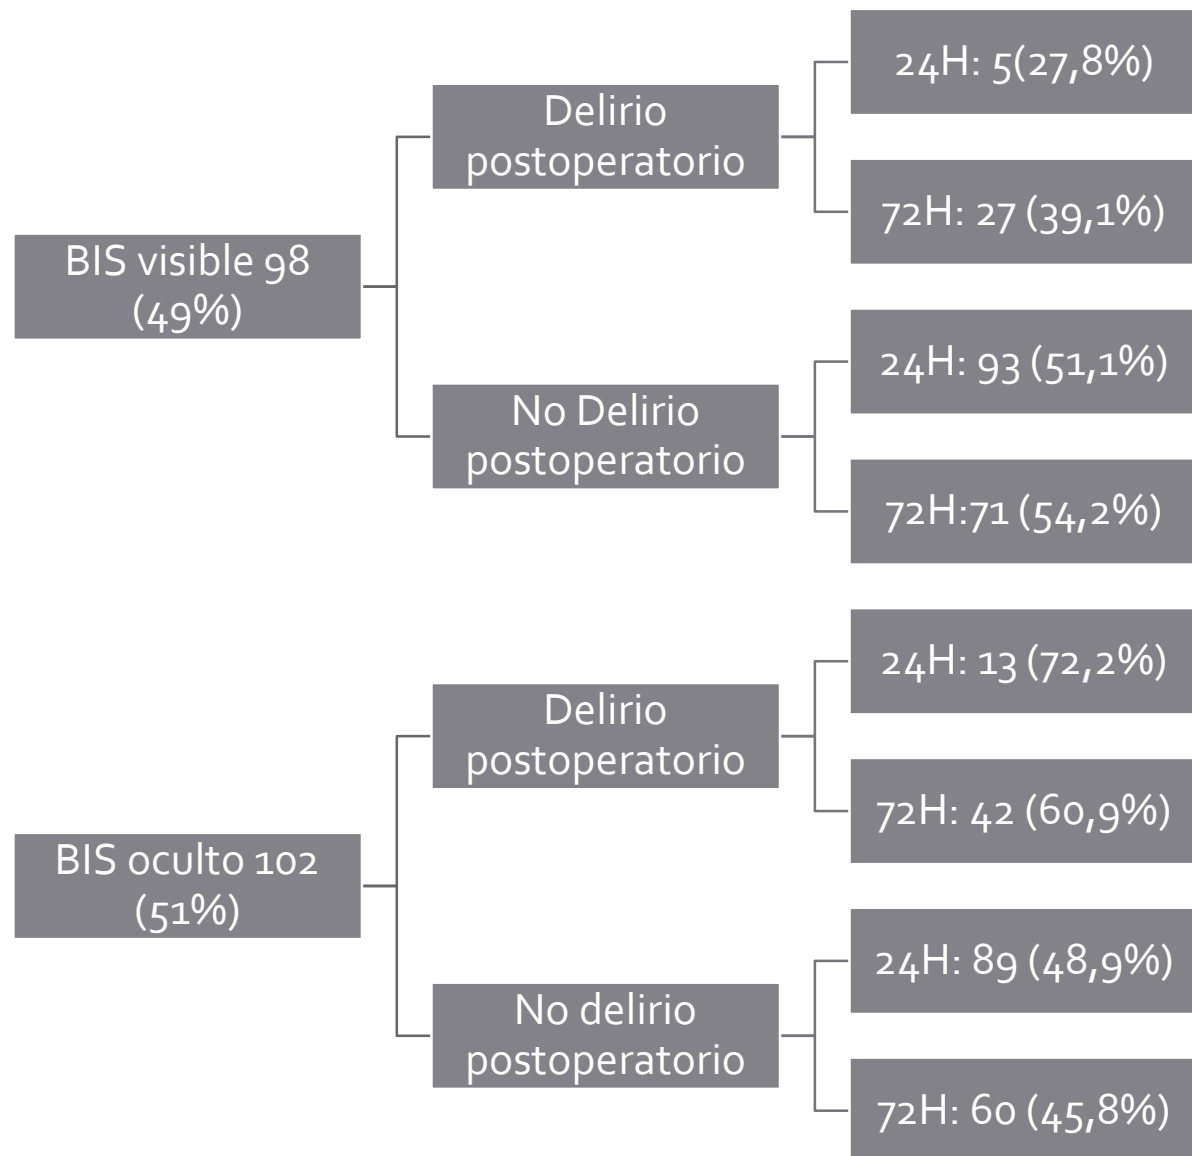 BIS visible 98
(49%)
Delirio
postoperatorio
24H: 5(27,8%)
72H: 27 (39,1%)
No Delirio
postoperatorio
24H: 93 (51,1%)
72H:71 (54,2%)
BIS oculto 102
(51%)
Delirio
postoperatorio
24H: 13 (72,2%)
72H: 42 (60,9%)
No delirio
postoperatorio
24H: 89 (48,9%)
72H: 60 (45,8%)